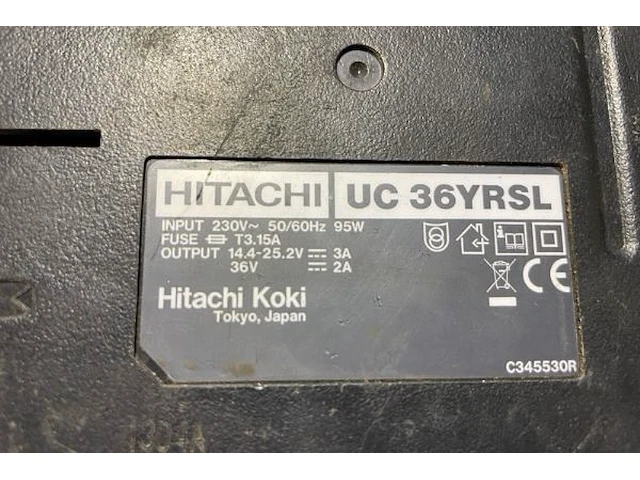 HITACHI UC 36YRSL
INPUT 230V~ 50/60Hz 95W
FUSE T3.15A
OUTPUT 14.4-25.2V ⎓ 3A
36V ⎓ 2A
Hitachi Koki
Tokyo, Japan
CE
C345530R